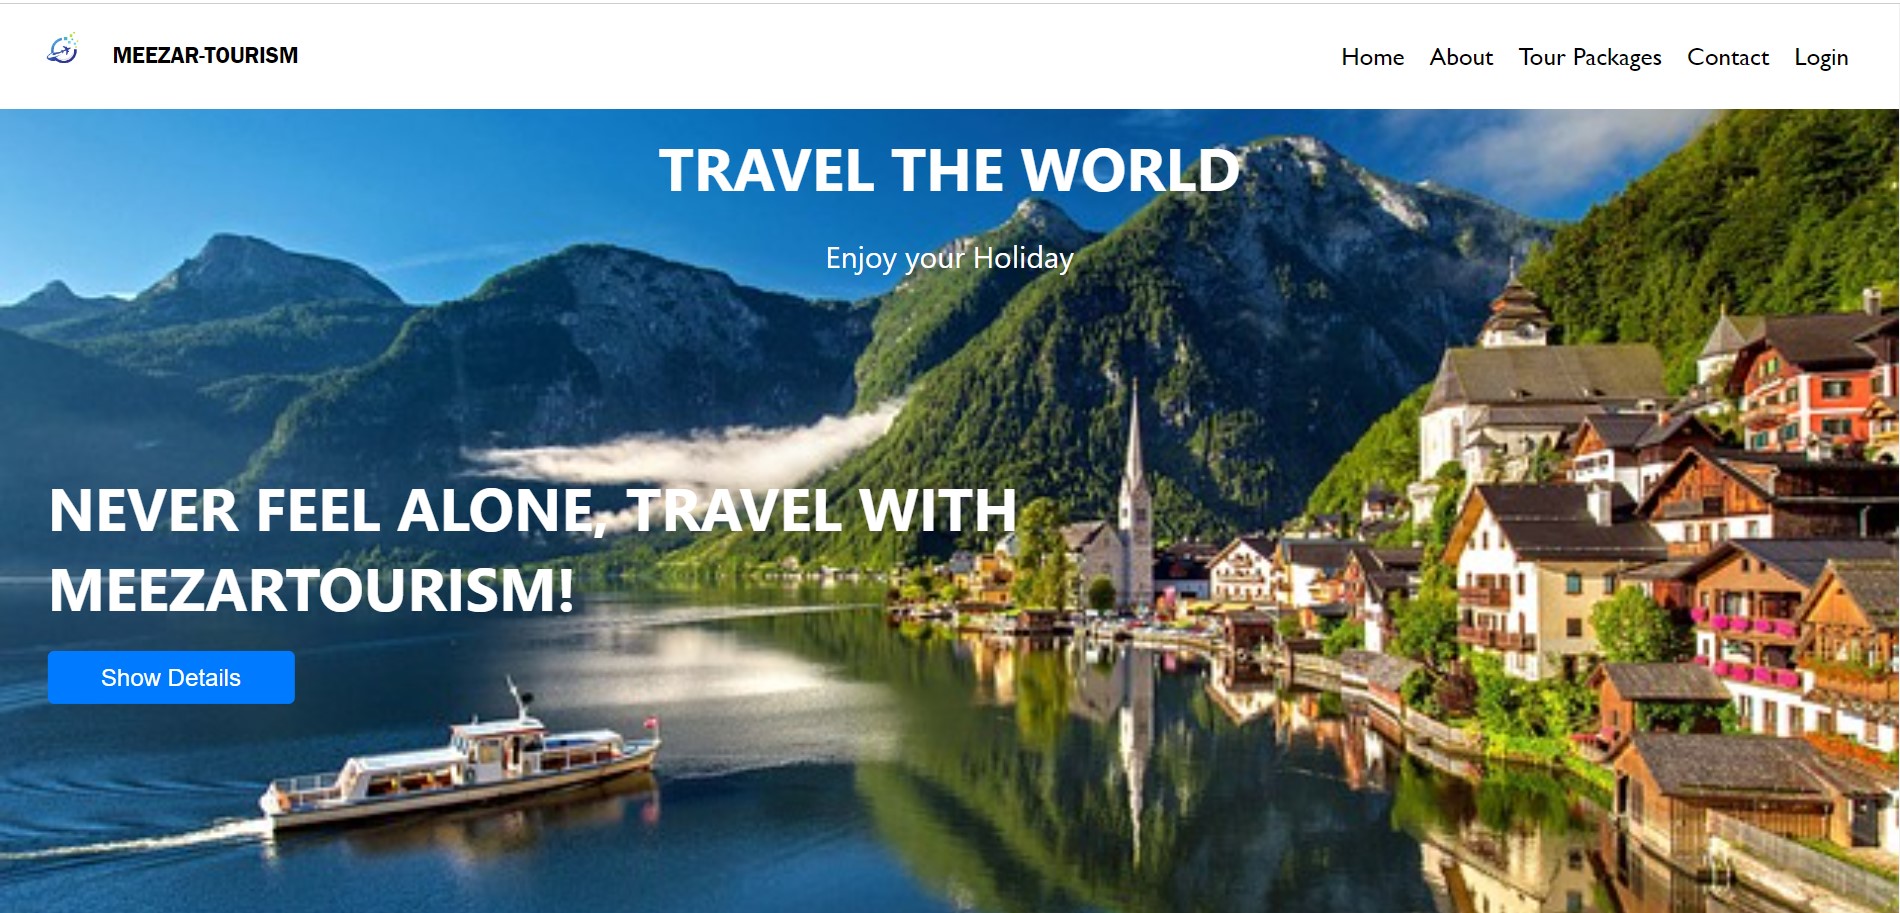 MEEZAR-TOURISM
Home About Tour Packages Contact Login
TRAVEL THE WORLD
Enjoy your Holiday
NEVER FEEL ALONE, TRAVEL WITH
MEEZARTOURISM!
Show Details